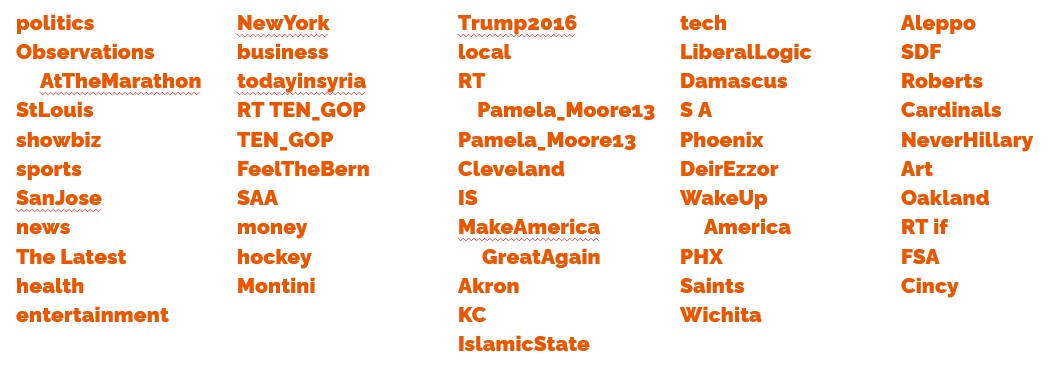 politics
Observations
AtTheMarathon
StLouis
showbiz
sports
SanJose
news
The Latest
health
entertainment
NewYork
business
todayinsyria
RT TEN_GOP
TEN_GOP
FeelTheBern
SAA
money
hockey
Montini
Trump2016
local
RT
Pamela_Moore13
Pamela_Moore13
Cleveland
IS
MakeAmerica
GreatAgain
Akron
KC
IslamicState
tech
LiberalLogic
Damascus
S A
Phoenix
DeirEzzor
WakeUp
America
PHX
Saints
Wichita
Aleppo
SDF
Roberts
Cardinals
NeverHillary
Art
Oakland
RT if
FSA
Cincy